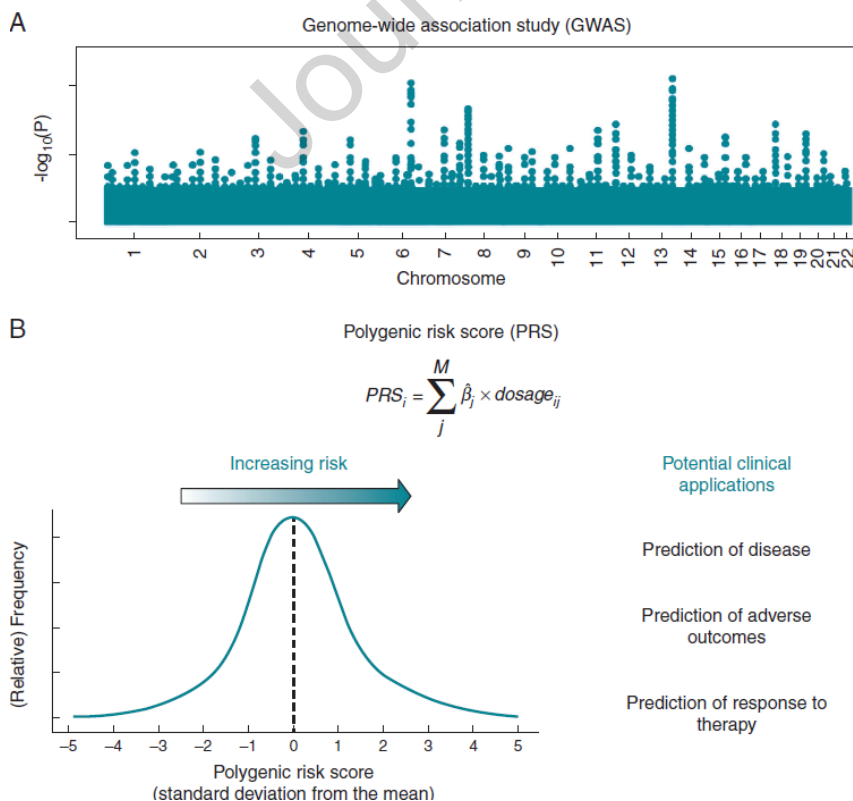 A
Genome-wide association study (GWAS)
Jour
-log₁₀(P)
1 2 3 4 5 6 7 8 9 10 11 12 13 14 15 16 17 18 19 20 21 22
Chromosome
B
Polygenic risk score (PRS)
M
PRSᵢ = ∑ β̂ⱼ × dosageᵢⱼ
j
Increasing risk
Potential clinical
applications
(Relative) Frequency
Prediction of disease
Prediction of adverse
outcomes
Prediction of response to
therapy
–5 –4 –3 –2 –1 0 1 2 3 4 5
Polygenic risk score
(standard deviation from the mean)